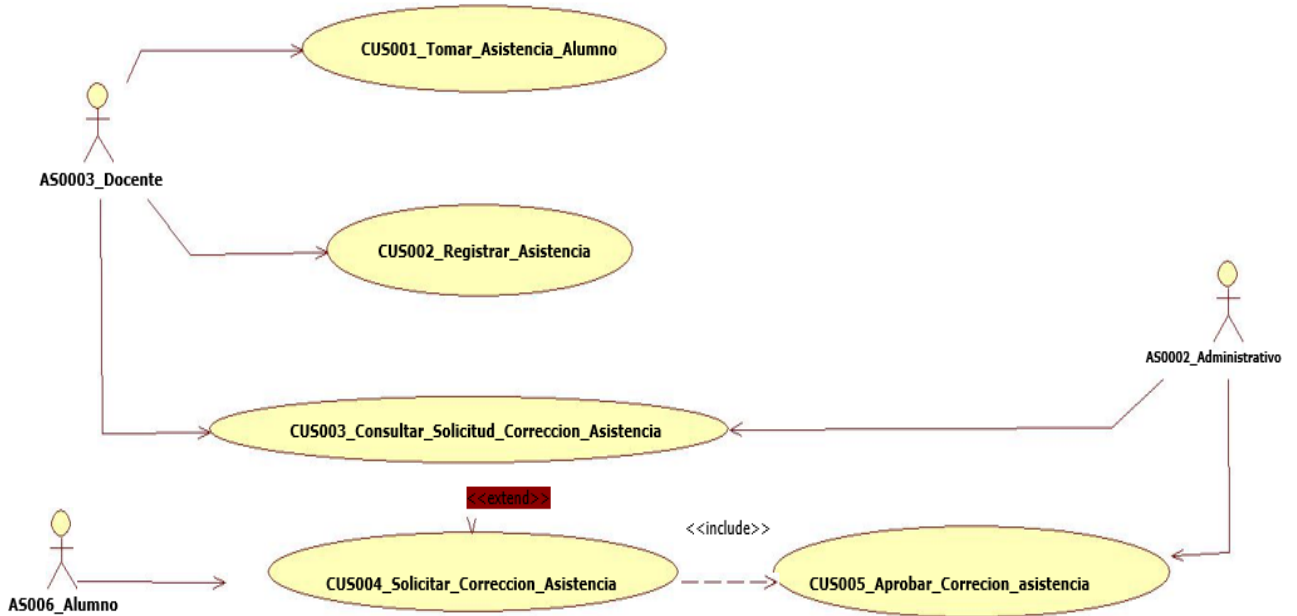 CUS001_Tomar_Asistencia_Alumno
AS0003_Docente
CUS002_Registrar_Asistencia
AS0002_Administrativo
CUS003_Consultar_Solicitud_Correccion_Asistencia
<<extend>>
<<include>>
CUS004_Solicitar_Correccion_Asistencia
CUS005_Aprobar_Correcion_asistencia
AS006_Alumno